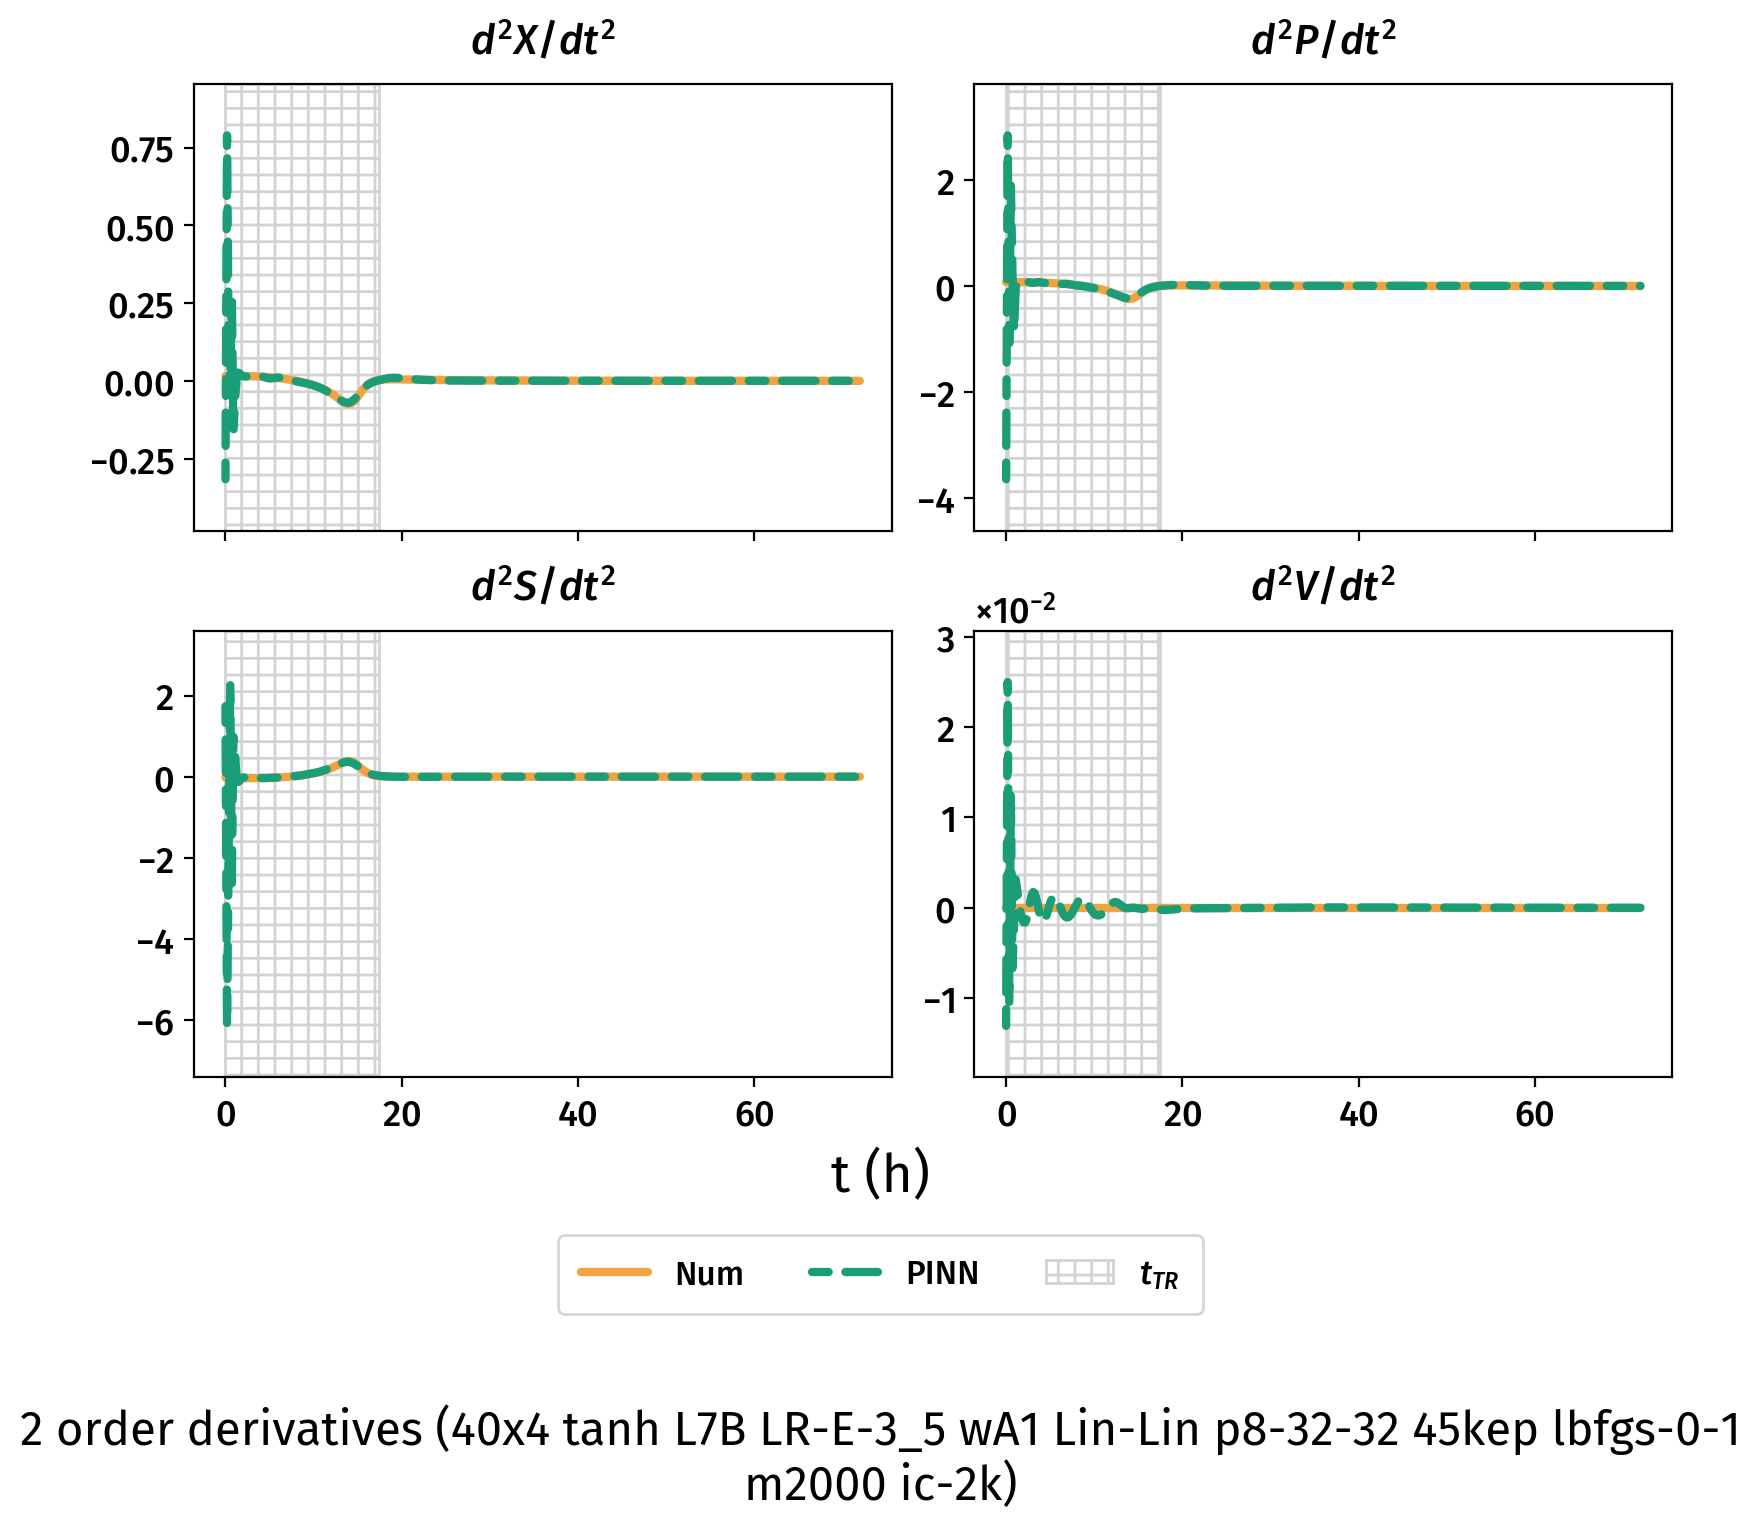 d²X/dt²
d²P/dt²
0.75
0.50
0.25
0.00
−0.25
2
0
−2
−4
d²S/dt²
d²V/dt²
×10⁻²
2
0
−2
−4
−6
3
2
1
0
−1
0 20 40 60
0 20 40 60
t (h)
Num PINN t_TR
2 order derivatives (40x4 tanh L7B LR-E-3_5 wA1 Lin-Lin p8-32-32 45kep lbfgs-0-1
m2000 ic-2k)